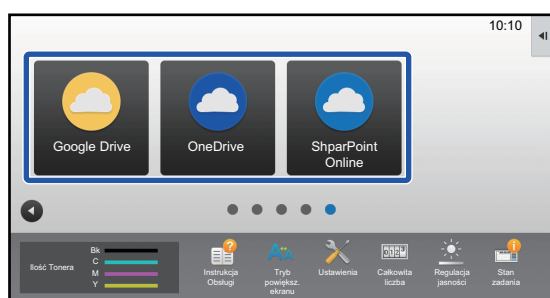 10:10
Google Drive
OneDrive
ShparPoint
Online
Ilość Tonera
Bk
C
M
Y
Instrukcja
Obsługi
Tryb
powiększ.
ekranu
Ustawienia
Całkowita
liczba
Regulacja
jasności
Stan
zadania